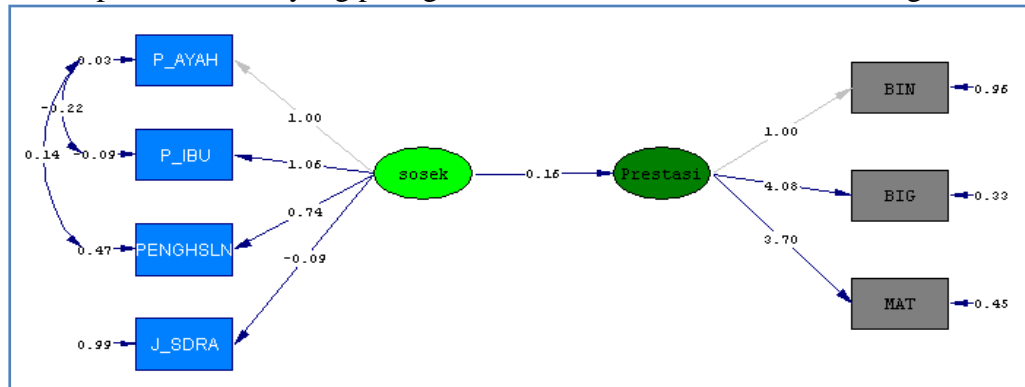 0.03
P_AYAH
-0.22
1.00
0.14
-0.09
P_IBU
1.06
sosek
0.16
Prestasi
0.74
0.47
PENGHSLN
-0.09
0.99
J_SDRA
BIN
0.96
1.00
4.08
BIG
0.33
3.70
MAT
0.45